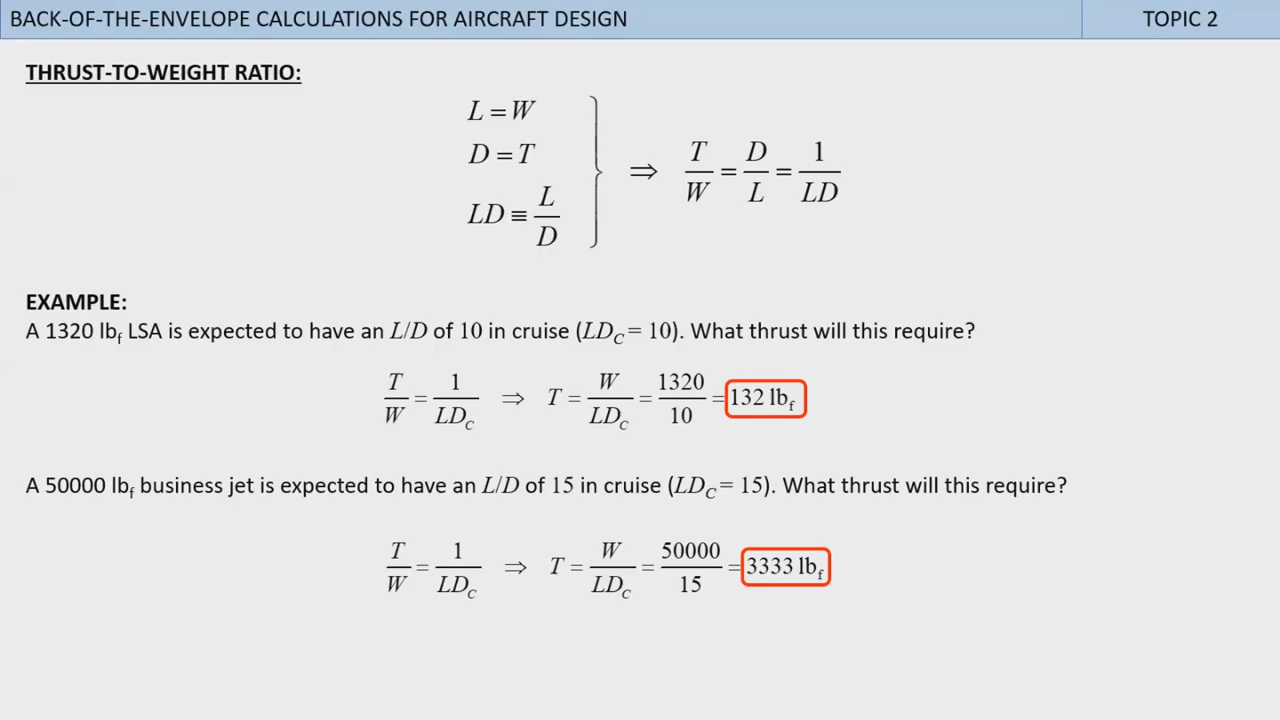 BACK-OF-THE-ENVELOPE CALCULATIONS FOR AIRCRAFT DESIGN TOPIC 2
THRUST-TO-WEIGHT RATIO:
L = W
D = T
LD ≡ L/D
⇒ T/W = D/L = 1/LD
EXAMPLE:
A 1320 lbf LSA is expected to have an L/D of 10 in cruise (LDC = 10). What thrust will this require?
T/W = 1/LDC ⇒ T = W/LDC = 1320/10 = 132 lbf
A 50000 lbf business jet is expected to have an L/D of 15 in cruise (LDC = 15). What thrust will this require?
T/W = 1/LDC ⇒ T = W/LDC = 50000/15 = 3333 lbf